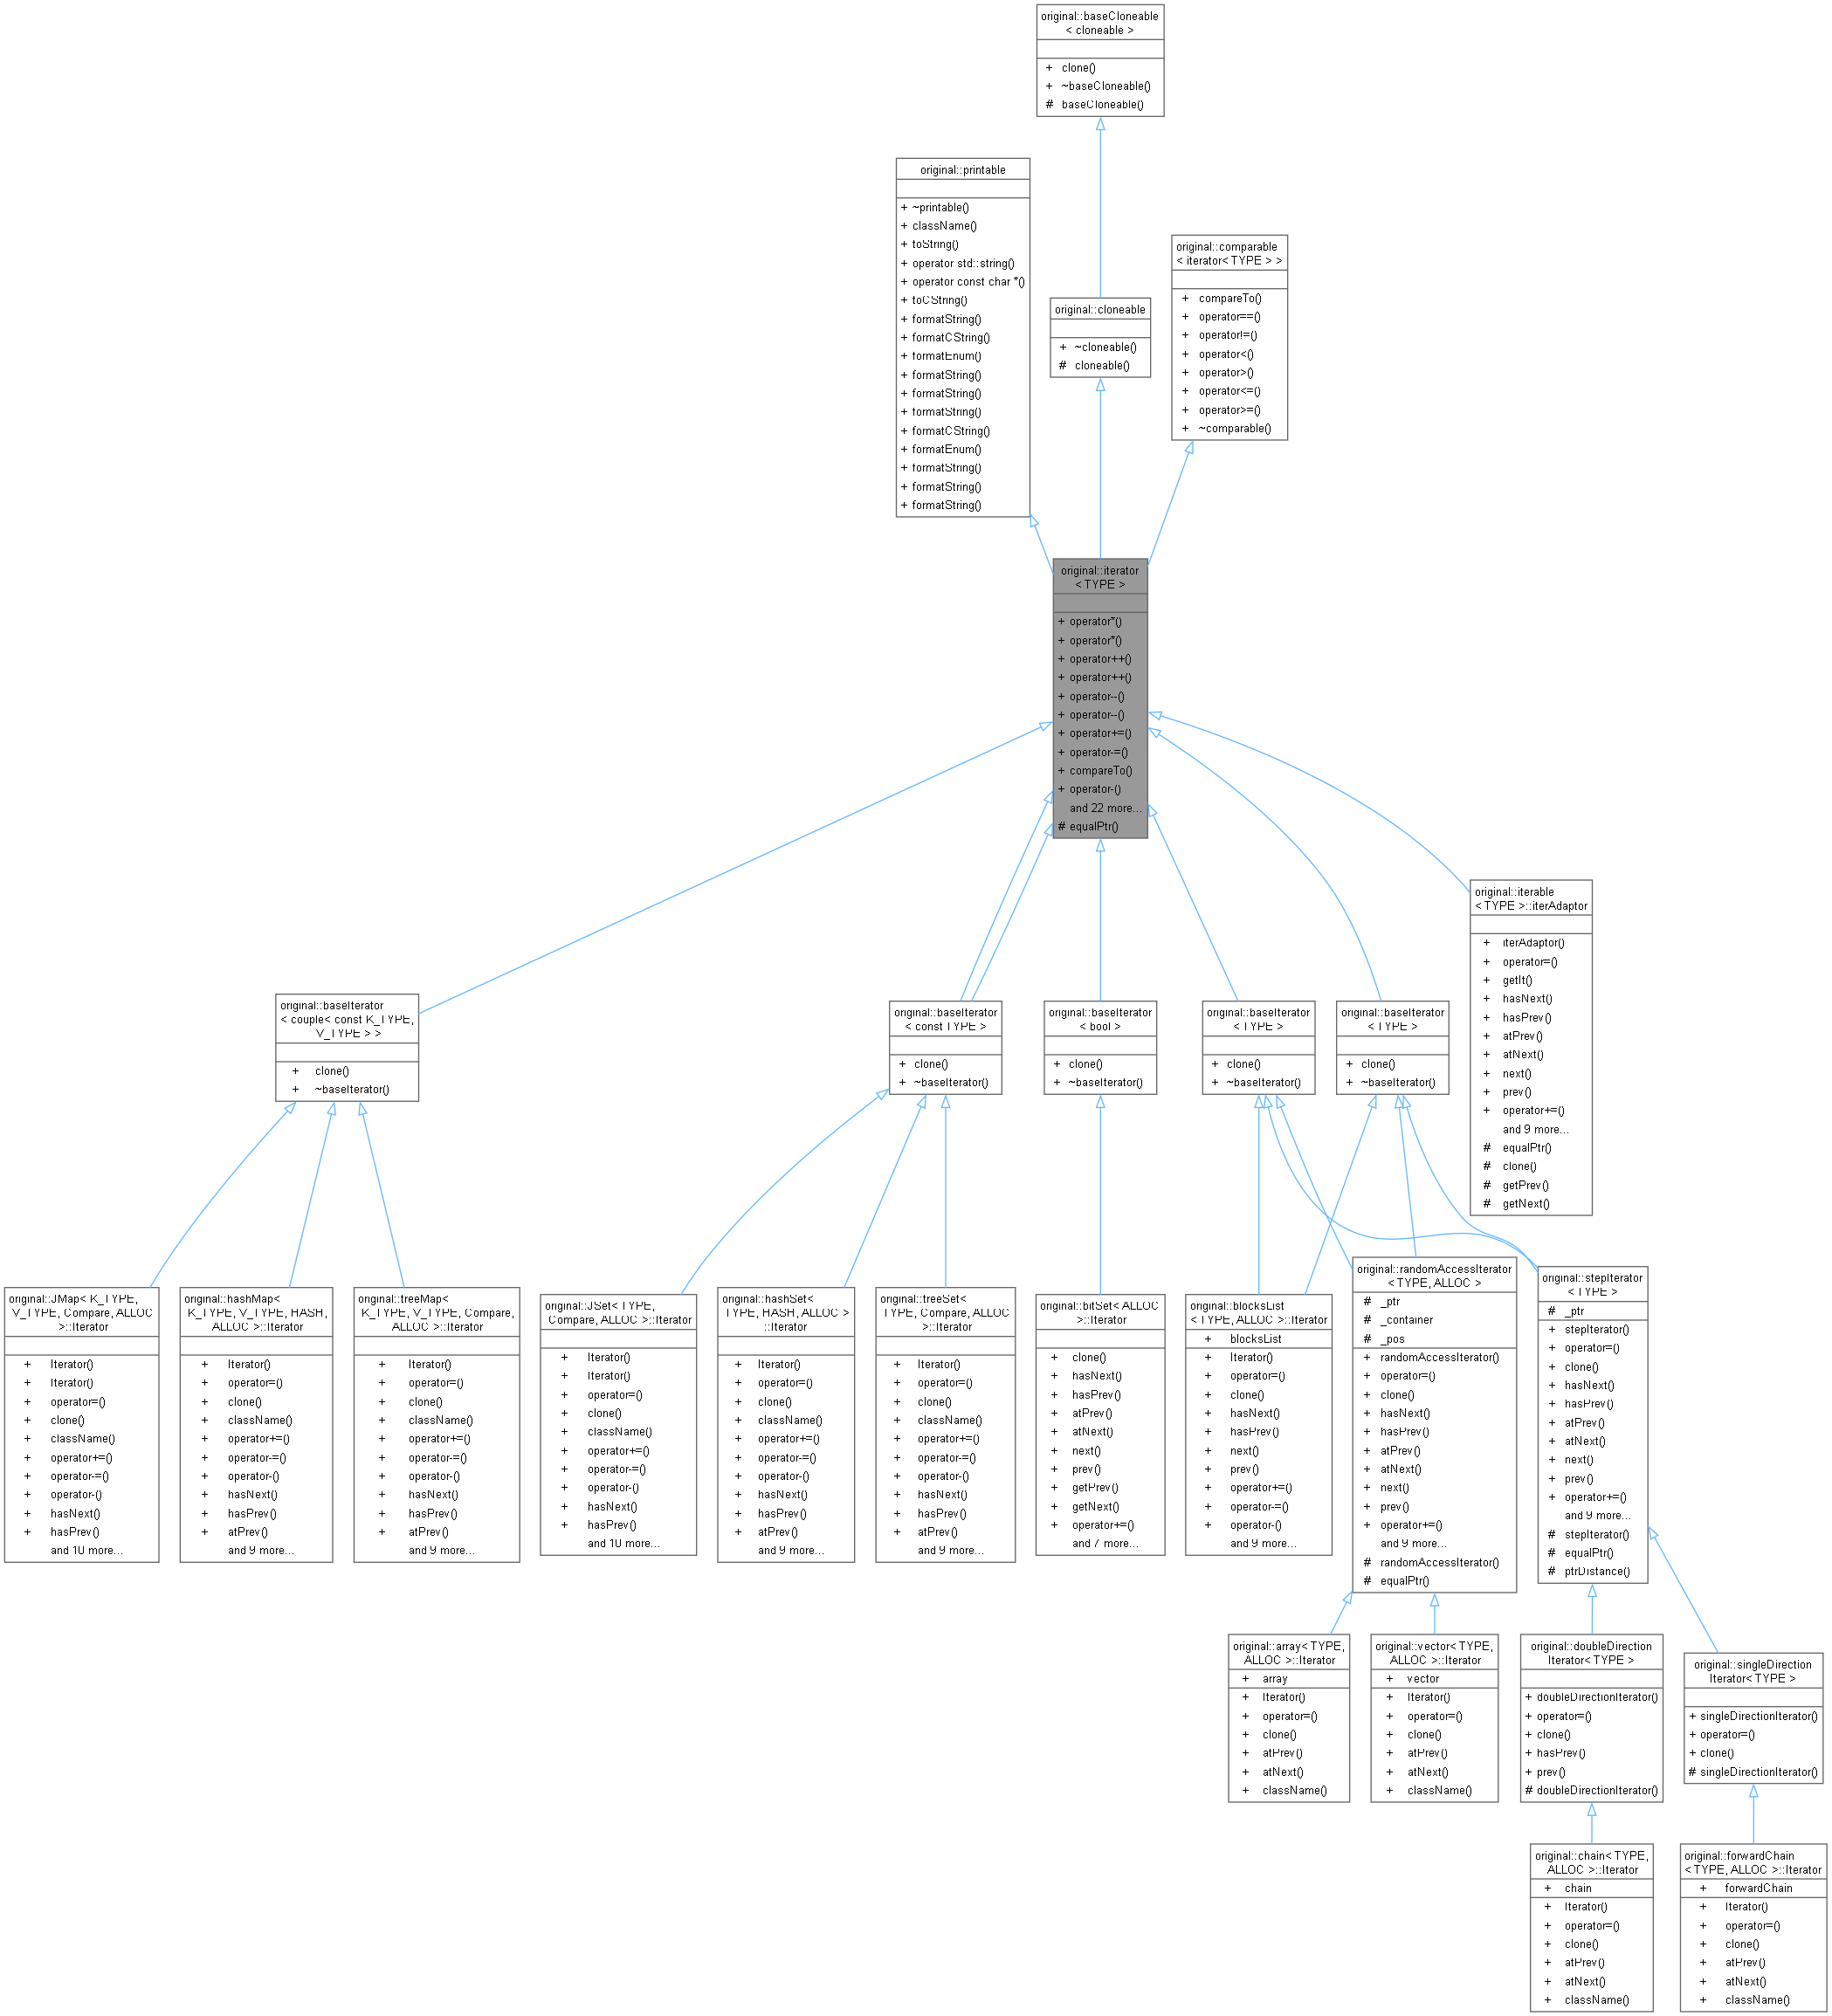 original::baseCloneable
< cloneable >
+ clone()
+ ~baseCloneable()
# baseCloneable()
original::printable
+ ~printable()
+ className()
+ toString()
+ operator std::string()
+ operator const char *()
+ toCString()
+ formatString()
+ formatCString()
+ formatEnum()
+ formatString()
+ formatString()
+ formatString()
+ formatCString()
+ formatEnum()
+ formatString()
+ formatString()
+ formatString()
original::cloneable
+ ~cloneable()
# cloneable()
original::comparable
< iterator< TYPE > >
+ compareTo()
+ operator==()
+ operator!=()
+ operator<()
+ operator>()
+ operator<=()
+ operator>=()
+ ~comparable()
original::iterator
< TYPE >
+ operator*()
+ operator*()
+ operator++()
+ operator++()
+ operator--()
+ operator--()
+ operator+=()
+ operator-=()
+ compareTo()
+ operator-()
and 22 more...
# equalPtr()
original::iterable
< TYPE >::iterAdaptor
+ iterAdaptor()
+ operator=()
+ getIt()
+ hasNext()
+ hasPrev()
+ atPrev()
+ atNext()
+ next()
+ prev()
+ operator+=()
and 9 more...
# equalPtr()
# clone()
# getPrev()
# getNext()
original::baseIterator
< couple< const K_TYPE,
V_TYPE > >
+ clone()
+ ~baseIterator()
original::baseIterator
< const TYPE >
+ clone()
+ ~baseIterator()
original::baseIterator
< bool >
+ clone()
+ ~baseIterator()
original::baseIterator
< TYPE >
+ clone()
+ ~baseIterator()
original::baseIterator
< TYPE >
+ clone()
+ ~baseIterator()
original::JMap< K_TYPE,
V_TYPE, Compare, ALLOC
>::Iterator
+ Iterator()
+ Iterator()
+ operator=()
+ clone()
+ className()
+ operator+=()
+ operator-=()
+ operator-()
+ hasNext()
+ hasPrev()
and 10 more...
original::hashMap<
K_TYPE, V_TYPE, HASH,
ALLOC >::Iterator
+ Iterator()
+ operator=()
+ clone()
+ className()
+ operator+=()
+ operator-=()
+ operator-()
+ hasNext()
+ hasPrev()
+ atPrev()
and 9 more...
original::treeMap<
K_TYPE, V_TYPE, Compare,
ALLOC >::Iterator
+ Iterator()
+ operator=()
+ clone()
+ className()
+ operator+=()
+ operator-=()
+ operator-()
+ hasNext()
+ hasPrev()
+ atPrev()
and 9 more...
original::JSet< TYPE,
Compare, ALLOC >::Iterator
+ Iterator()
+ Iterator()
+ operator=()
+ clone()
+ className()
+ operator+=()
+ operator-=()
+ operator-()
+ hasNext()
+ hasPrev()
and 10 more...
original::hashSet<
TYPE, HASH, ALLOC >
::Iterator
+ Iterator()
+ operator=()
+ clone()
+ className()
+ operator+=()
+ operator-=()
+ operator-()
+ hasNext()
+ hasPrev()
+ atPrev()
and 9 more...
original::treeSet<
TYPE, Compare, ALLOC
>::Iterator
+ Iterator()
+ operator=()
+ clone()
+ className()
+ operator+=()
+ operator-=()
+ operator-()
+ hasNext()
+ hasPrev()
+ atPrev()
and 9 more...
original::bitSet< ALLOC
>::Iterator
+ clone()
+ hasNext()
+ hasPrev()
+ atPrev()
+ atNext()
+ next()
+ prev()
+ getPrev()
+ getNext()
+ operator+=()
and 7 more...
original::blocksList
< TYPE, ALLOC >::Iterator
+ blocksList
+ Iterator()
+ operator=()
+ clone()
+ hasNext()
+ hasPrev()
+ next()
+ prev()
+ operator+=()
+ operator-=()
+ operator-()
and 9 more...
original::randomAccessIterator
< TYPE, ALLOC >
# _ptr
# _container
# _pos
+ randomAccessIterator()
+ operator=()
+ clone()
+ hasNext()
+ hasPrev()
+ atPrev()
+ atNext()
+ next()
+ prev()
+ operator+=()
and 9 more...
# randomAccessIterator()
# equalPtr()
original::stepIterator
< TYPE >
# _ptr
+ stepIterator()
+ operator=()
+ clone()
+ hasNext()
+ hasPrev()
+ atPrev()
+ atNext()
+ next()
+ prev()
+ operator+=()
and 9 more...
# stepIterator()
# equalPtr()
# ptrDistance()
original::array< TYPE,
ALLOC >::Iterator
+ array
+ Iterator()
+ operator=()
+ clone()
+ atPrev()
+ atNext()
+ className()
original::vector< TYPE,
ALLOC >::Iterator
+ vector
+ Iterator()
+ operator=()
+ clone()
+ atPrev()
+ atNext()
+ className()
original::doubleDirection
Iterator< TYPE >
+ doubleDirectionIterator()
+ operator=()
+ clone()
+ hasPrev()
+ prev()
# doubleDirectionIterator()
original::singleDirection
Iterator< TYPE >
+ singleDirectionIterator()
+ operator=()
+ clone()
# singleDirectionIterator()
original::chain< TYPE,
ALLOC >::Iterator
+ chain
+ Iterator()
+ operator=()
+ clone()
+ atPrev()
+ atNext()
+ className()
original::forwardChain
< TYPE, ALLOC >::Iterator
+ forwardChain
+ Iterator()
+ operator=()
+ clone()
+ atPrev()
+ atNext()
+ className()